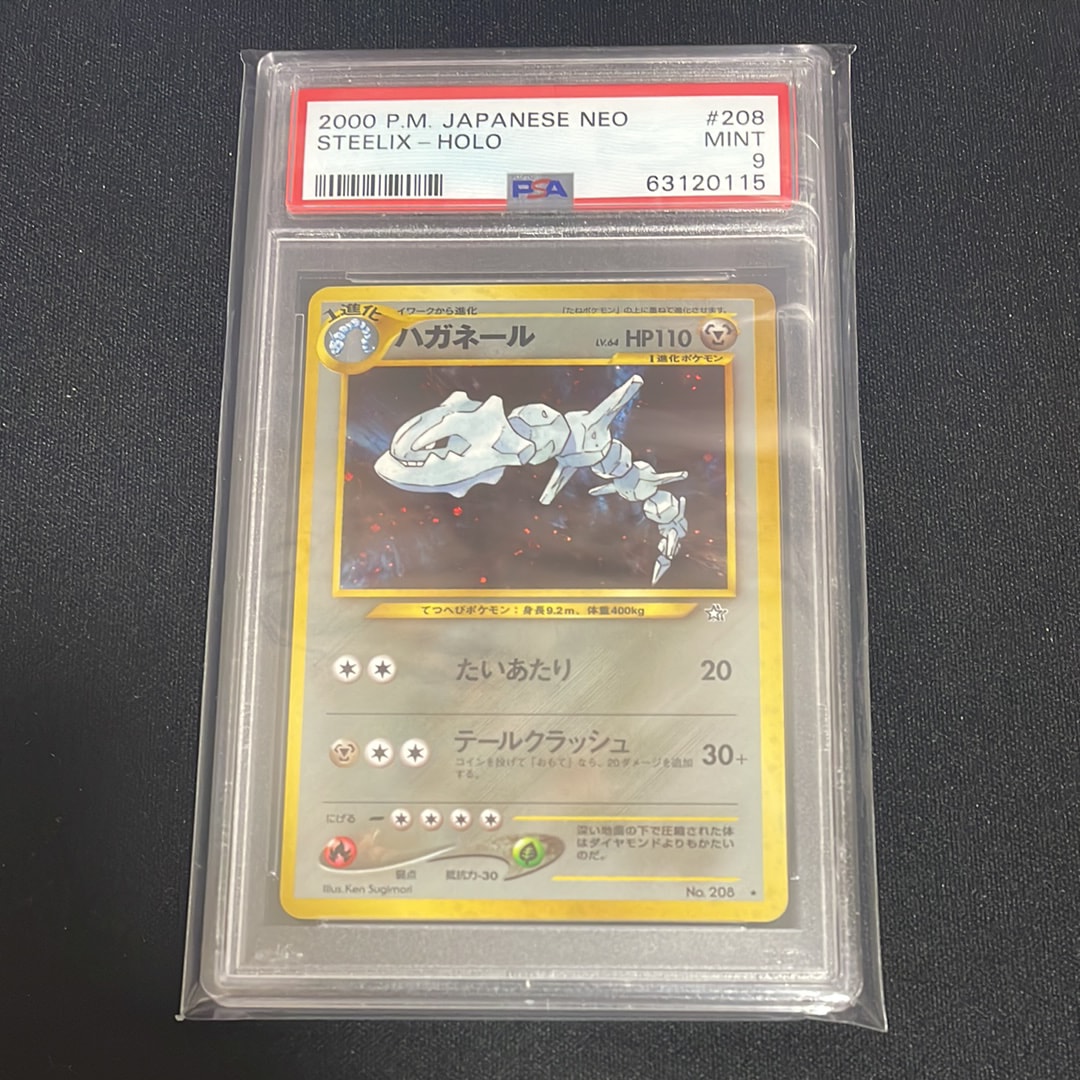 2000 P.M. JAPANESE NEO #208
STEELIX - HOLO MINT
9
PSA 63120115
1進化 イワークから進化 「たねポケモン」の上に重ねて進化させます。
ハガネール LV.64 HP110
1進化ポケモン
てつへびポケモン：身長9.2m、体重400kg
たいあたり 20
テールクラッシュ 30+
コインを投げて「おもて」なら、20ダメージを追加
する。
にげる
深い地面の下で圧縮された体
はダイヤモンドよりもかたい
のだ。
弱点 抵抗力-30
Illus.Ken Sugimori No. 208